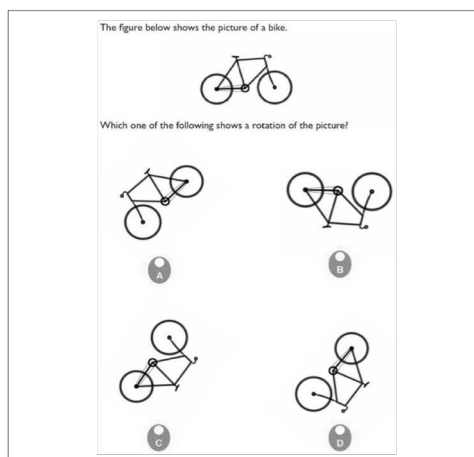 The figure below shows the picture of a bike.
Which one of the following shows a rotation of the picture?
A
B
C
D